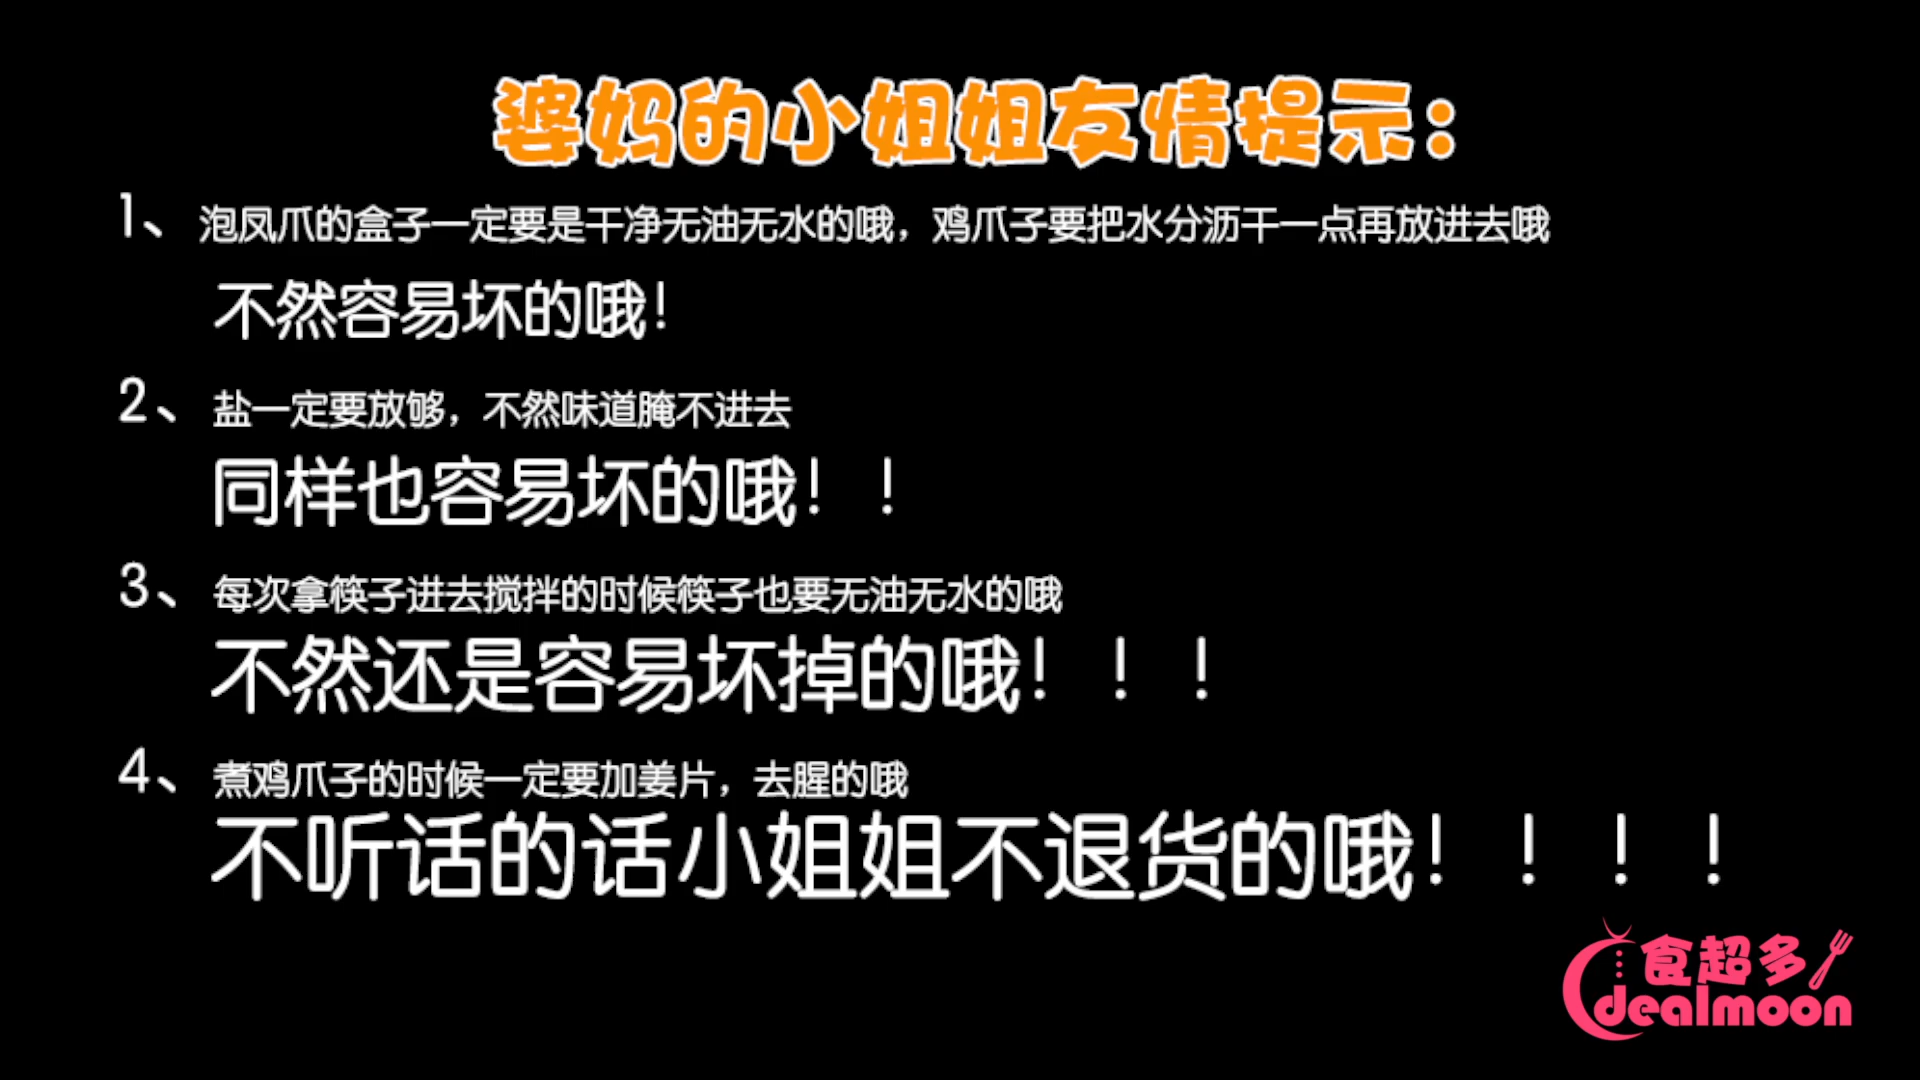 婆妈的小姐姐友情提示：
1、泡凤爪的盒子一定要是干净无油无水的哦，鸡爪子要把水分沥干一点再放进去哦
不然容易坏的哦！
2、盐一定要放够，不然味道腌不进去
同样也容易坏的哦！！
3、每次拿筷子进去搅拌的时候筷子也要无油无水的哦
不然还是容易坏掉的哦！！！
4、煮鸡爪子的时候一定要加姜片，去腥的哦
不听话的话小姐姐不退货的哦！！！！
食超多
dealmoon